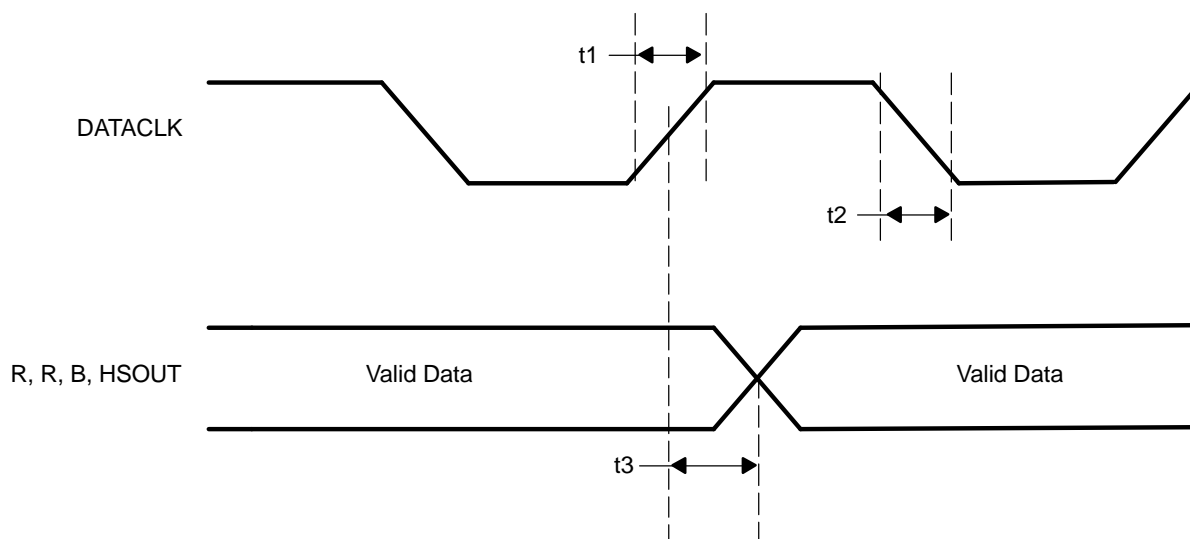 t1
DATACLK
t2
R, R, B, HSOUT
Valid Data
Valid Data
t3